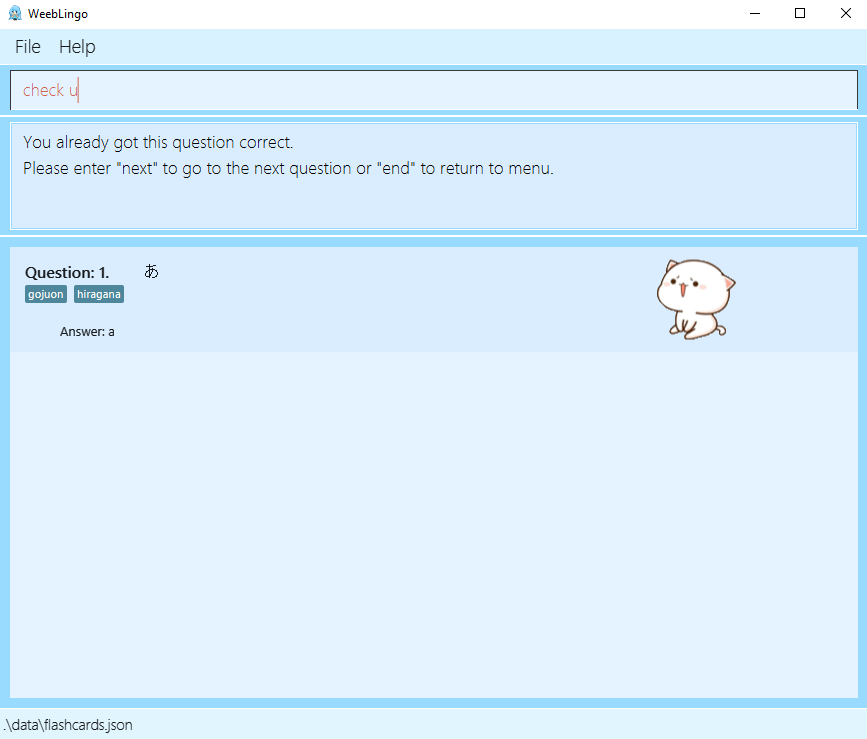 WeebLingo
File Help
check u
You already got this question correct.
Please enter "next" to go to the next question or "end" to return to menu.
Question: 1. あ
gojuon hiragana
Answer: a
.\data\flashcards.json